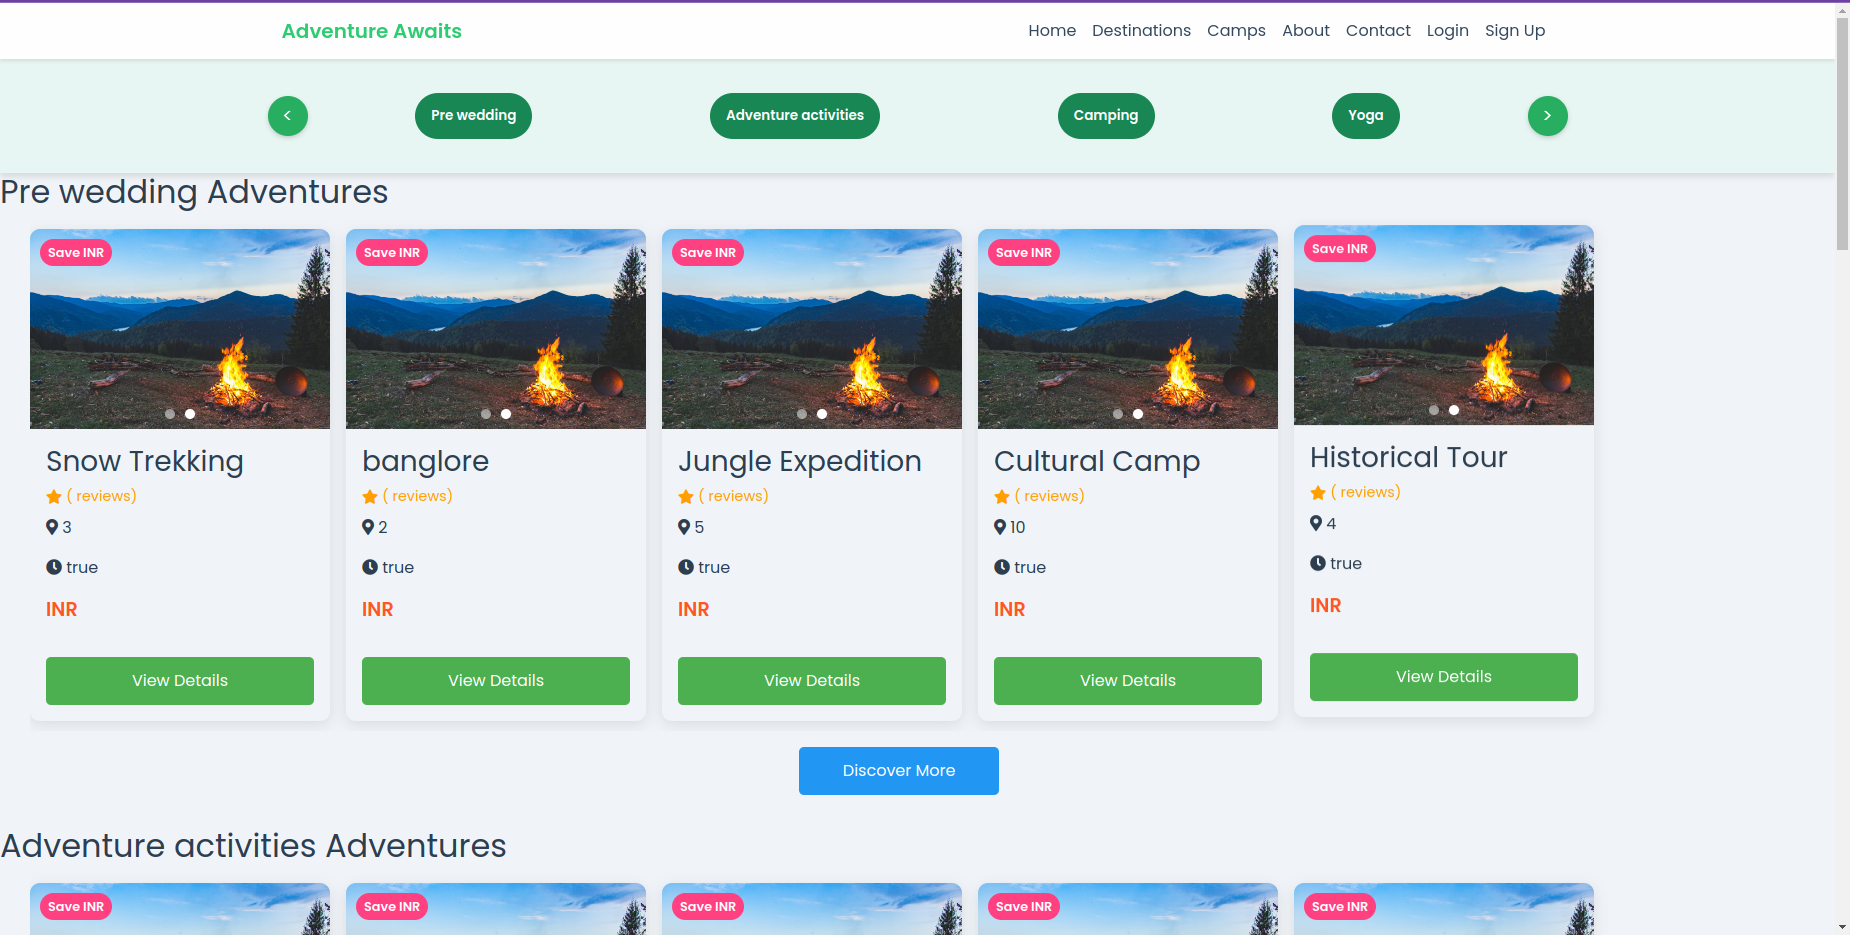 Adventure Awaits
Home Destinations Camps About Contact Login Sign Up
< Pre wedding Adventure activities Camping Yoga >
Pre wedding Adventures
Save INR Save INR Save INR Save INR Save INR
Snow Trekking banglore Jungle Expedition Cultural Camp Historical Tour
( reviews) ( reviews) ( reviews) ( reviews) ( reviews)
3 2 5 10 4
true true true true true
INR INR INR INR INR
View Details View Details View Details View Details View Details
Discover More
Adventure activities Adventures
Save INR Save INR Save INR Save INR Save INR